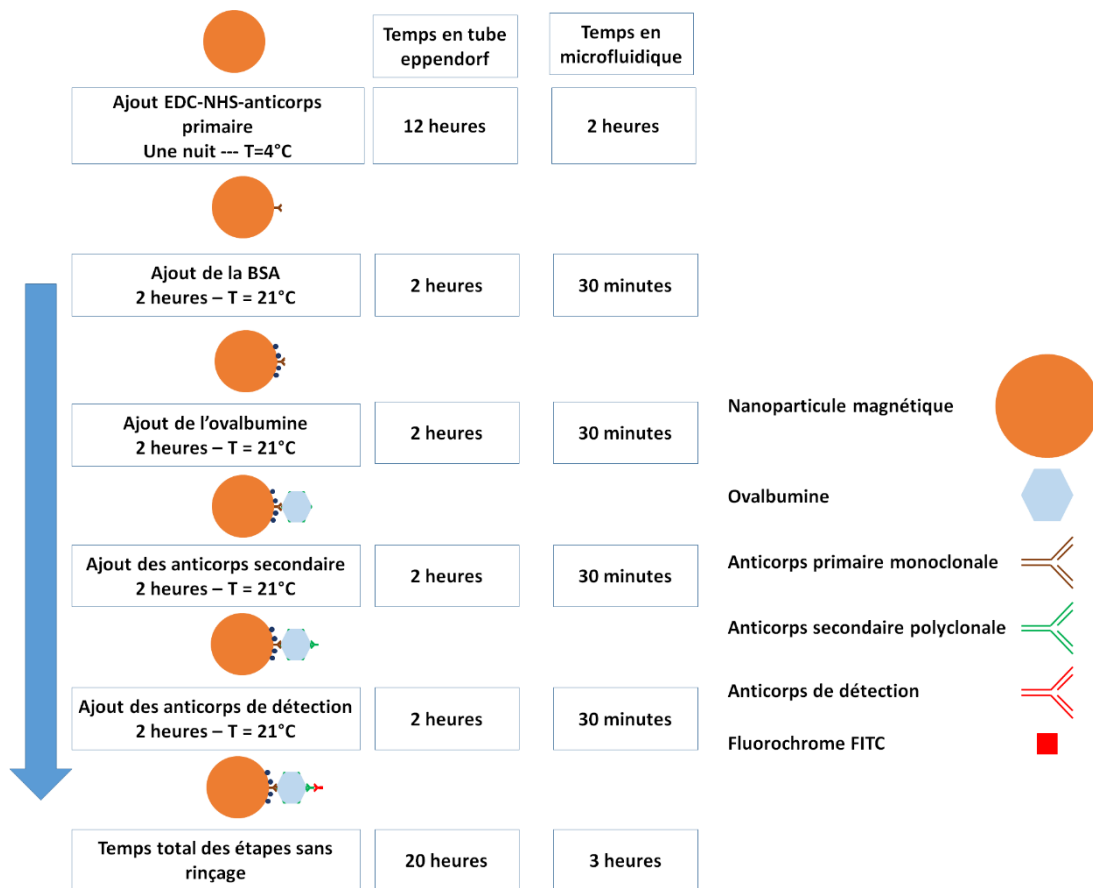 Temps en tube
eppendorf
Temps en
microfluidique
Ajout EDC-NHS-anticorps
primaire
Une nuit --- T=4°C
12 heures
2 heures
Ajout de la BSA
2 heures – T = 21°C
2 heures
30 minutes
Ajout de l’ovalbumine
2 heures – T = 21°C
2 heures
30 minutes
Ajout des anticorps secondaire
2 heures – T = 21°C
2 heures
30 minutes
Ajout des anticorps de détection
2 heures – T = 21°C
2 heures
30 minutes
Temps total des étapes sans
rinçage
20 heures
3 heures
Nanoparticule magnétique
Ovalbumine
Anticorps primaire monoclonale
Anticorps secondaire polyclonale
Anticorps de détection
Fluorochrome FITC